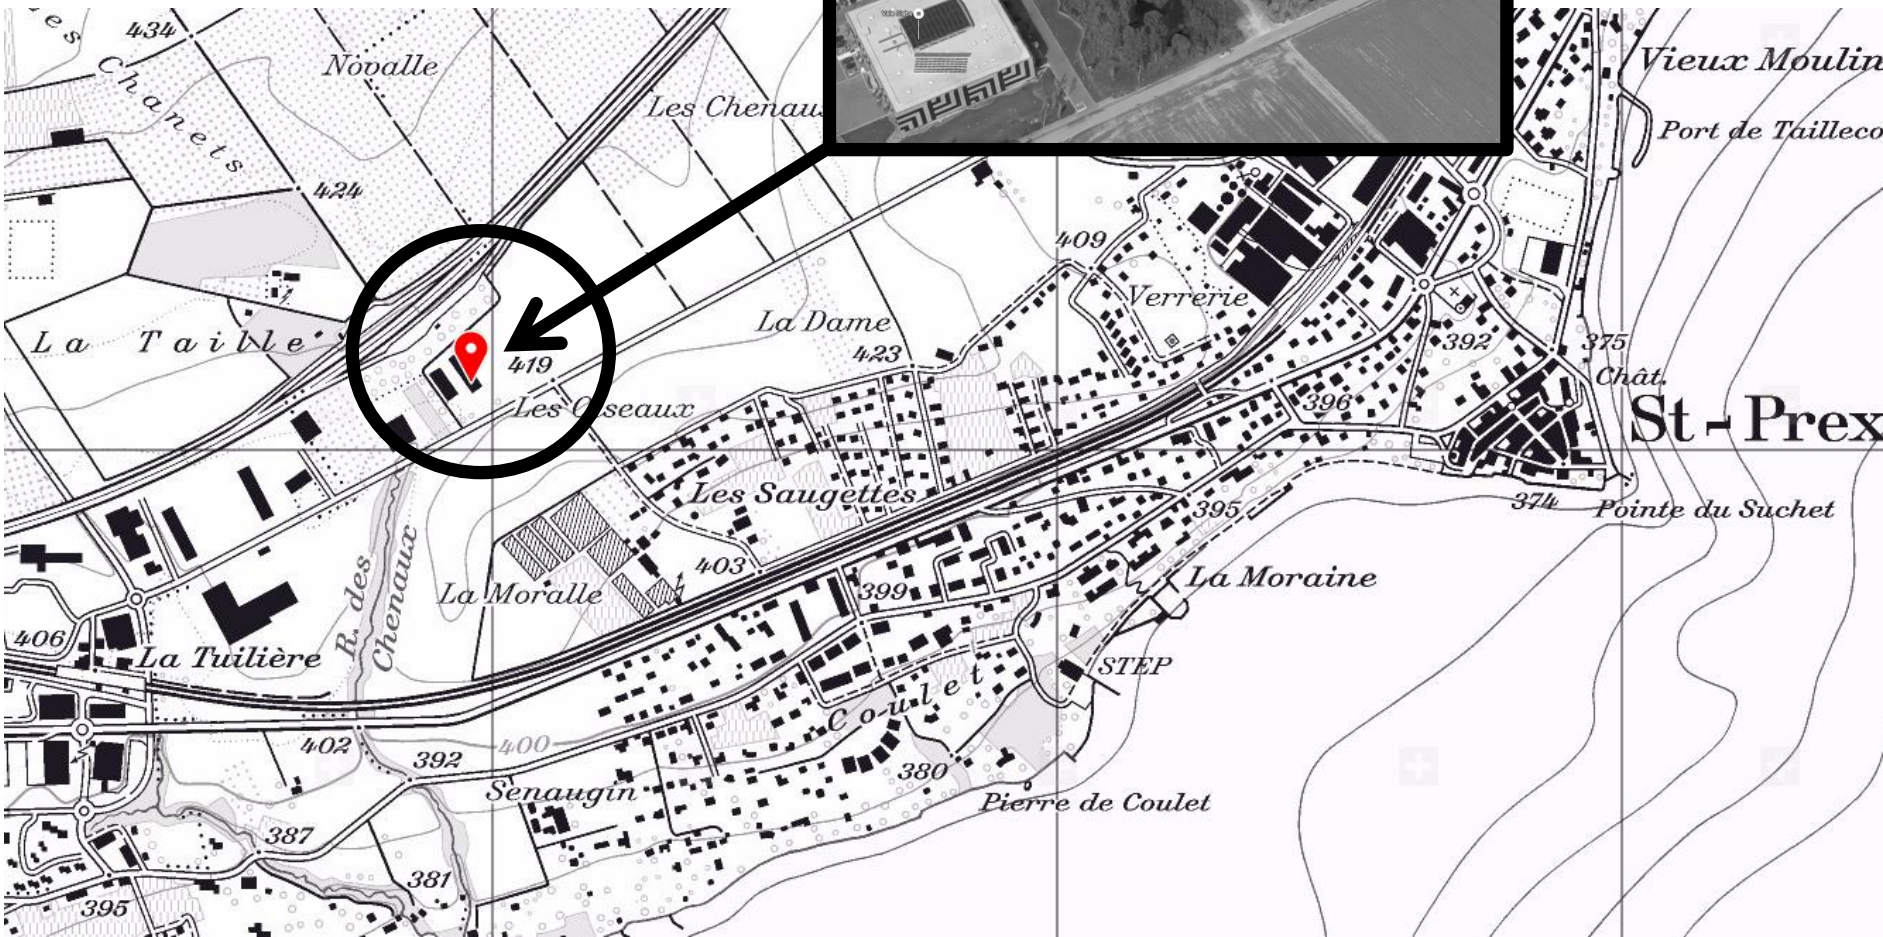 es
Chanets
434
Novalle
Les Chenaux
Vieux Moulin
Port de Tailleco
424
409
Verrerie
La Taille
La Dame
419
423
392
375
Chât.
Les Oiseaux
396
St-Prex
Les Saugettes
395
374
Pointe du Suchet
R. des
Chenaux
403
La Moralle
399
La Moraine
406
La Tuilière
STEP
Coulet
402
400
392
380
Senaugin
Pierre de Coulet
387
381
395